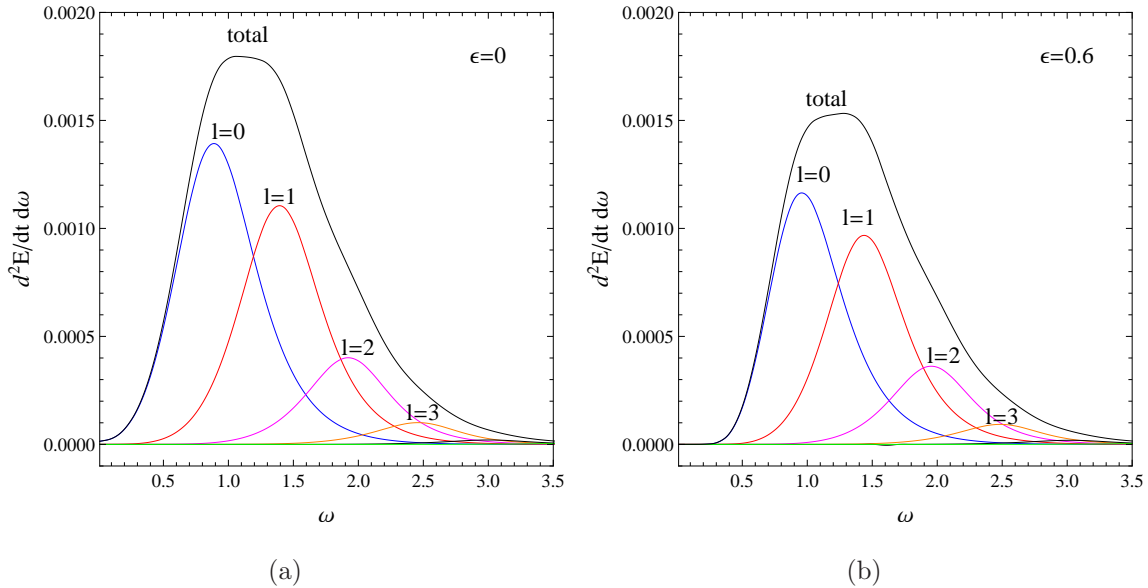 total
ϵ=0
l=0
l=1
l=2
l=3
0.0020
0.0015
0.0010
0.0005
0.0000
d²E/dt dω
0.5 1.0 1.5 2.0 2.5 3.0 3.5
ω
(a)
total
ϵ=0.6
l=0
l=1
l=2
l=3
0.0020
0.0015
0.0010
0.0005
0.0000
d²E/dt dω
0.5 1.0 1.5 2.0 2.5 3.0 3.5
ω
(b)